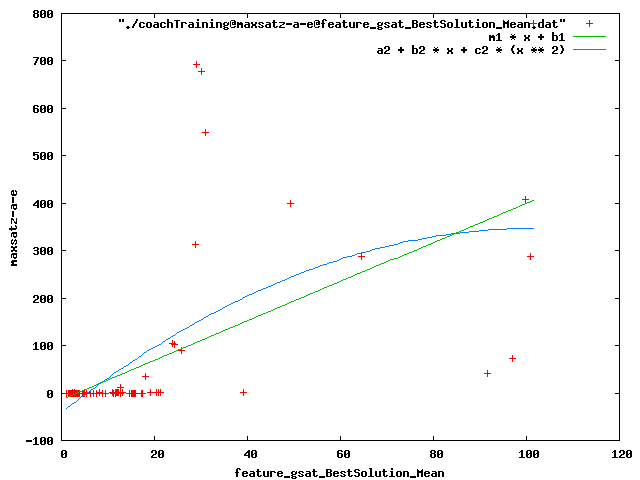 "./coachTraining@maxsatz-a-e@feature_gsat_BestSolution_Mean.dat"
m1 * x + b1
a2 + b2 * x + c2 * (x ** 2)
800
700
600
500
400
300
200
100
0
-100
maxsatz-a-e
0 20 40 60 80 100 120
feature_gsat_BestSolution_Mean